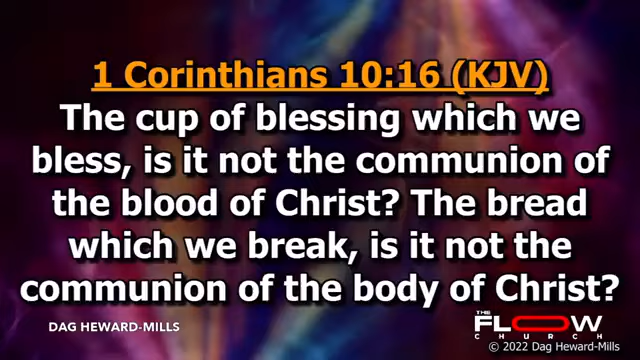 1 Corinthians 10:16 (KJV)
The cup of blessing which we
bless, is it not the communion of
the blood of Christ? The bread
which we break, is it not the
communion of the body of Christ?
DAG HEWARD-MILLS
THE
FLOW
CHURCH
© 2022 Dag Heward-Mills